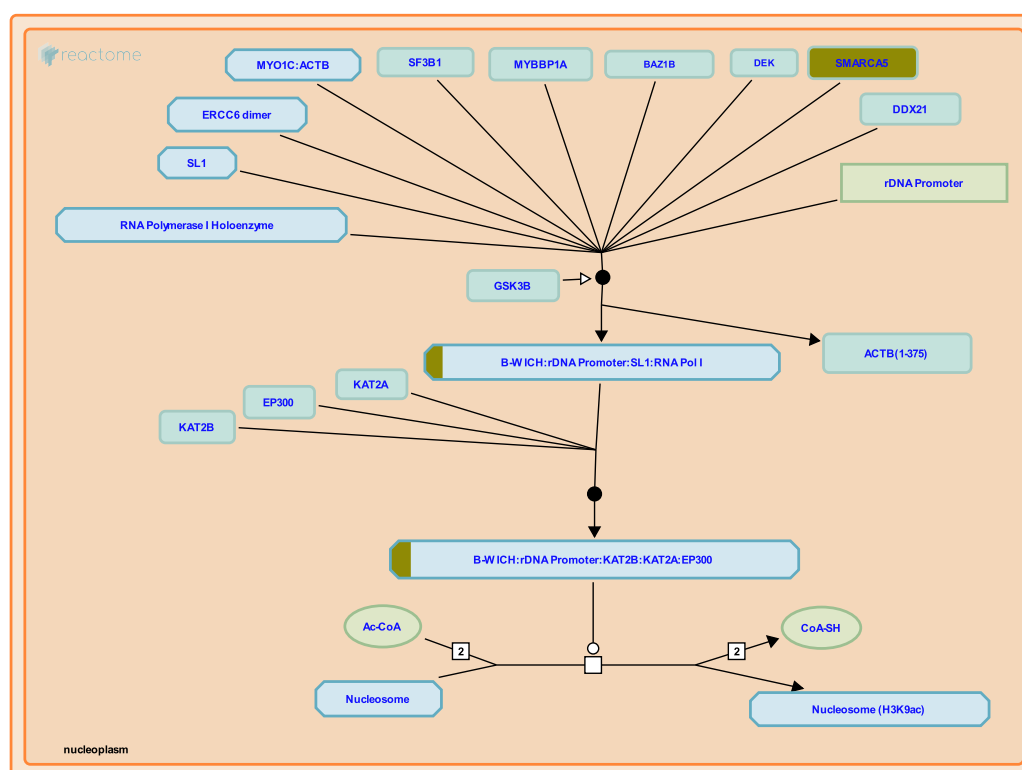 reactome
MYO1C:ACTB
SF3B1
MYBBP1A
BAZ1B
DEK
SMARCA5
ERCC6 dimer
DDX21
SL1
rDNA Promoter
RNA Polymerase I Holoenzyme
GSK3B
ACTB(1-375)
B-WICH:rDNA Promoter:SL1:RNA Pol I
KAT2A
EP300
KAT2B
B-WICH:rDNA Promoter:KAT2B:KAT2A:EP300
Ac-CoA
CoA-SH
2
2
Nucleosome
Nucleosome (H3K9ac)
nucleoplasm